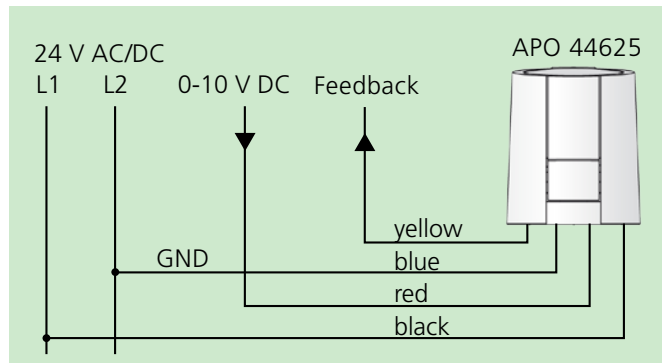 24 V AC/DC
APO 44625
L1 L2 0-10 V DC Feedback
yellow
GND blue
red
black